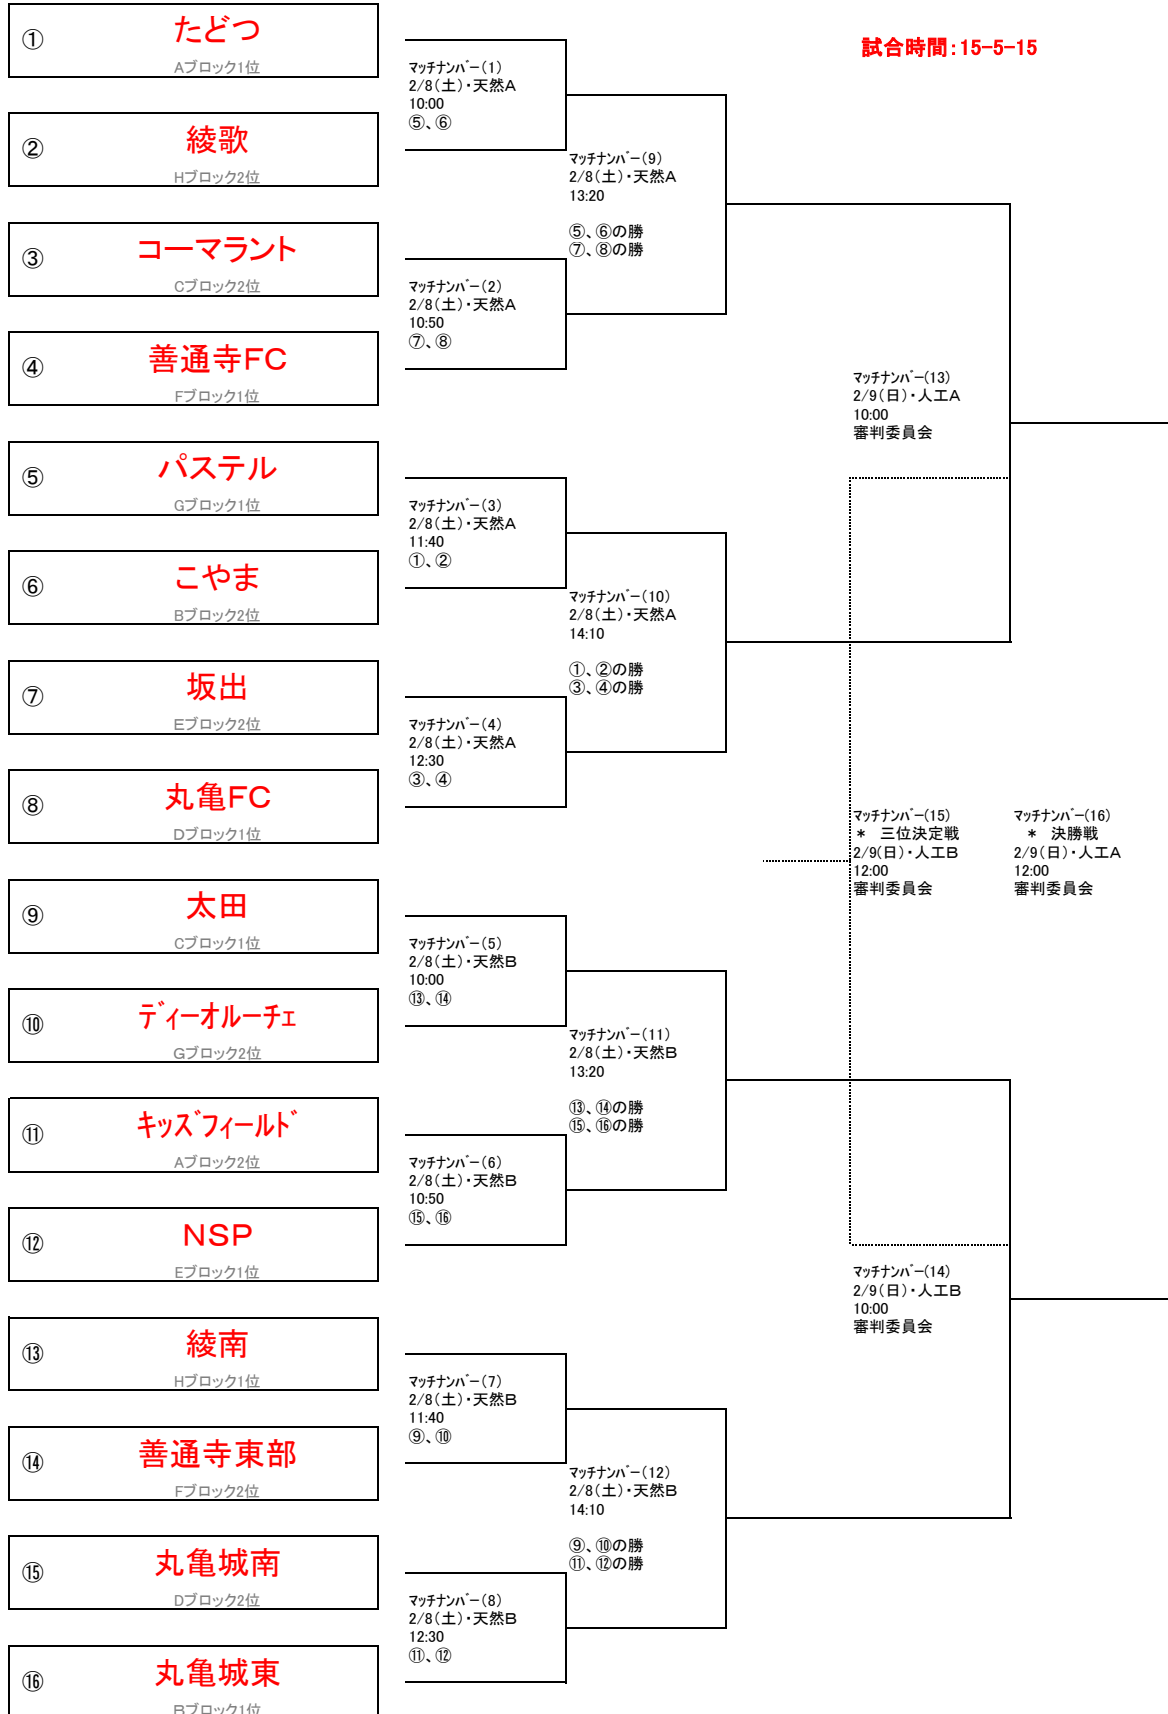 試合時間：15-5-15
①
たどつ
Aブロック1位
②
綾歌
Hブロック2位
③
コーマラント
Cブロック2位
④
善通寺FC
Fブロック1位
⑤
パステル
Gブロック1位
⑥
こやま
Bブロック2位
⑦
坂出
Eブロック2位
⑧
丸亀FC
Dブロック1位
⑨
太田
Cブロック1位
⑩
ディーオルーチェ
Gブロック2位
⑪
キッズフィールド
Aブロック2位
⑫
NSP
Eブロック1位
⑬
綾南
Hブロック1位
⑭
善通寺東部
Fブロック2位
⑮
丸亀城南
Dブロック2位
⑯
丸亀城東
Bブロック1位
マッチナンバー(1)
2/8(土)・天然A
10:00
⑤、⑥
マッチナンバー(2)
2/8(土)・天然A
10:50
⑦、⑧
マッチナンバー(3)
2/8(土)・天然A
11:40
①、②
マッチナンバー(4)
2/8(土)・天然A
12:30
③、④
マッチナンバー(5)
2/8(土)・天然B
10:00
⑬、⑭
マッチナンバー(6)
2/8(土)・天然B
10:50
⑮、⑯
マッチナンバー(7)
2/8(土)・天然B
11:40
⑨、⑩
マッチナンバー(8)
2/8(土)・天然B
12:30
⑪、⑫
マッチナンバー(9)
2/8(土)・天然A
13:20
⑤、⑥の勝
⑦、⑧の勝
マッチナンバー(10)
2/8(土)・天然A
14:10
①、②の勝
③、④の勝
マッチナンバー(11)
2/8(土)・天然B
13:20
⑬、⑭の勝
⑮、⑯の勝
マッチナンバー(12)
2/8(土)・天然B
14:10
⑨、⑩の勝
⑪、⑫の勝
マッチナンバー(13)
2/9(日)・人工A
10:00
審判委員会
マッチナンバー(15)
＊ 三位決定戦
2/9(日)・人工B
12:00
審判委員会
マッチナンバー(16)
＊ 決勝戦
2/9(日)・人工A
12:00
審判委員会
マッチナンバー(14)
2/9(日)・人工B
10:00
審判委員会